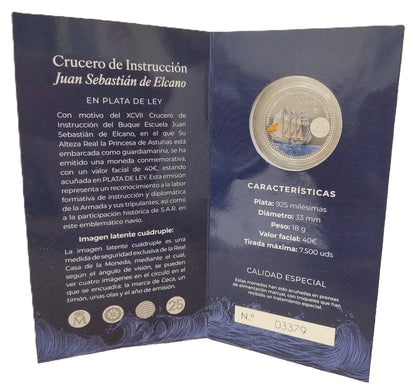 Crucero de Instrucción
Juan Sebastián de Elcano
EN PLATA DE LEY
Con motivo del XCVII Crucero de
Instrucción del Buque Escuela Juan
Sebastián de Elcano, en el que Su
Alteza Real la Princesa de Asturias está
embarcada como guardiamarina, se ha
emitido una moneda conmemorativa,
con un valor facial de 40€, estando
acuñada en PLATA DE LEY. Esta emisión
representa un reconocimiento a la labor
formativa de instrucción y diplomática
de la Armada y sus tripulantes, así como
a la participación histórica de S.A.R. en
este emblemático navío.
Imagen latente cuádruple:
La imagen latente cuádruple es una
medida de seguridad exclusiva de la Real
Casa de la Moneda, mediante el cual,
según el ángulo de visión, se pueden
ver cuatro imágenes en el círculo en el
que se encuadra: la marca de Ceca, un
timón, unas olas y el año de emisión.
M
25
CARACTERÍSTICAS
Plata: 925 milésimas
Diámetro: 33 mm
Peso: 18 g
Valor facial: 40€
Tirada máxima: 7.500 uds
CALIDAD ESPECIAL
Estas monedas han sido acuñadas en prensas
de alimentación manual, con troqueles que han
recibido un tratamiento especial.
N.º 03379